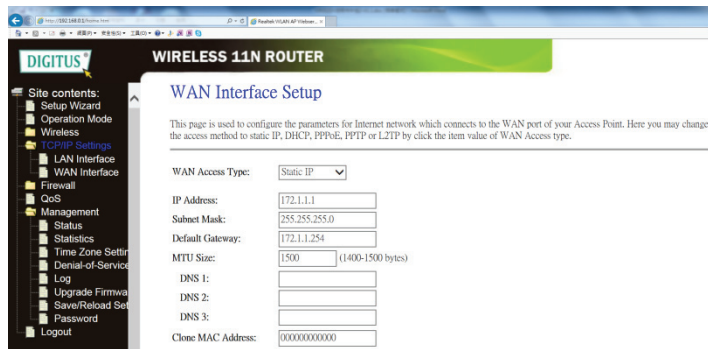 http://192.168.0.1/home.htm
Realtek WLAN AP Webser...
DIGITUS
WIRELESS 11N ROUTER
Site contents:
Setup Wizard
Operation Mode
Wireless
TCP/IP Settings
LAN Interface
WAN Interface
Firewall
QoS
Management
Status
Statistics
Time Zone Settin
Denial-of-Service
Log
Upgrade Firmwa
Save/Reload Set
Password
Logout
WAN Interface Setup
This page is used to configure the parameters for Internet network which connects to the WAN port of your Access Point. Here you may change
the access method to static IP, DHCP, PPPoE, PPTP or L2TP by click the item value of WAN Access type.
WAN Access Type: Static IP
IP Address: 172.1.1.1
Subnet Mask: 255.255.255.0
Default Gateway: 172.1.1.254
MTU Size: 1500 (1400-1500 bytes)
DNS 1:
DNS 2:
DNS 3:
Clone MAC Address: 000000000000